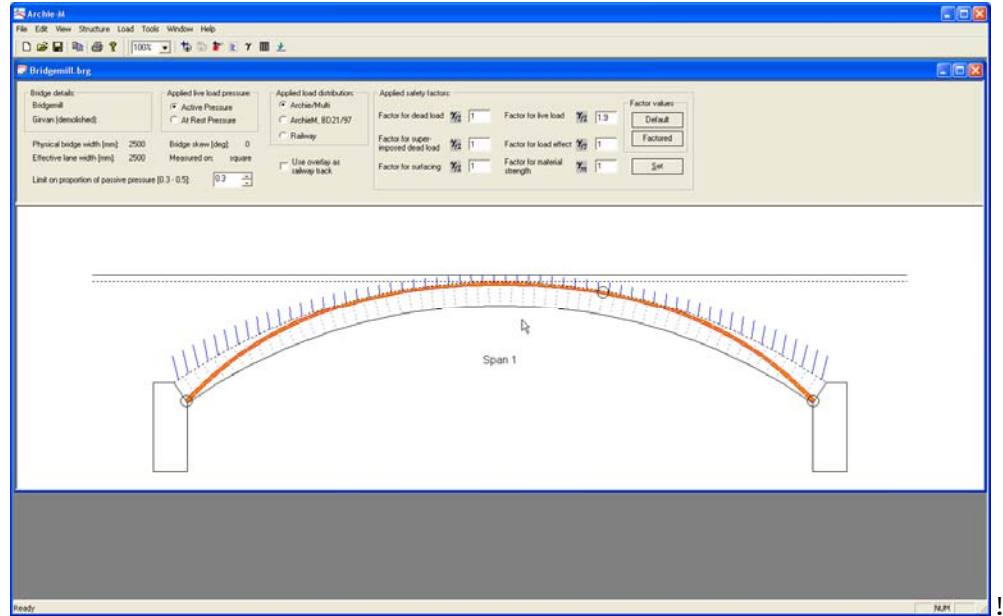 Archie-M
File Edit View Structure Load Tools Window Help
100%
Bridgemill.brg
Bridge details:
Bridgemill
Girvan (demolished)
Physical bridge width [mm]: 2500
Effective lane width [mm]: 2500
Limit on proportion of passive pressure [0.3 - 0.5]: 0.3
Applied live load pressure:
Active Pressure
At Rest Pressure
Bridge skew [deg]: 0
Measured on: square
Applied load distribution:
Archie/Multi
ArchieM, BD21/97
Railway
Use overlay as
railway track
Applied safety factors:
Factor for dead load 1
Factor for super-
imposed dead load 1
Factor for surfacing 1
Factor for live load 1.9
Factor for load effect 1
Factor for material
strength 1
Factor values
Default
Factored
Set
Span 1
Ready
NUM
!